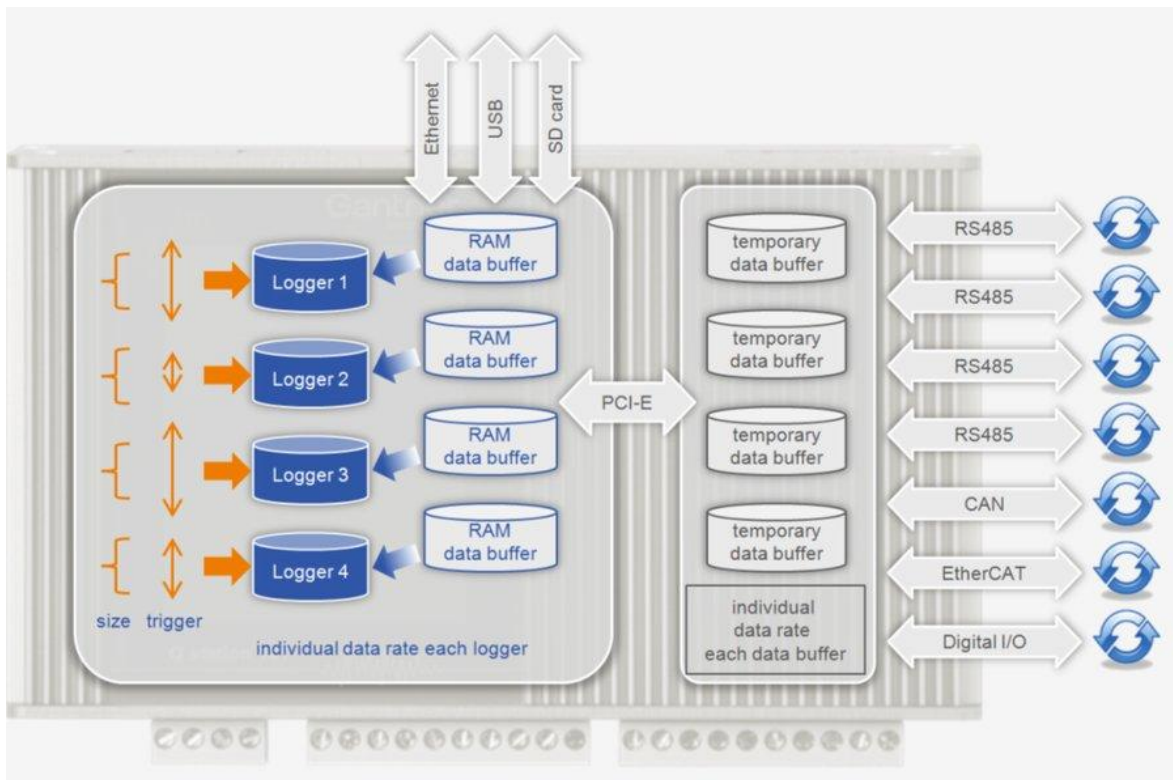 Ethernet
USB
SD card
RAM
data buffer
Logger 1
RAM
data buffer
Logger 2
RAM
data buffer
Logger 3
RAM
data buffer
Logger 4
size
trigger
individual data rate each logger
PCI-E
temporary
data buffer
temporary
data buffer
temporary
data buffer
temporary
data buffer
individual
data rate
each data buffer
RS485
RS485
RS485
RS485
CAN
EtherCAT
Digital I/O